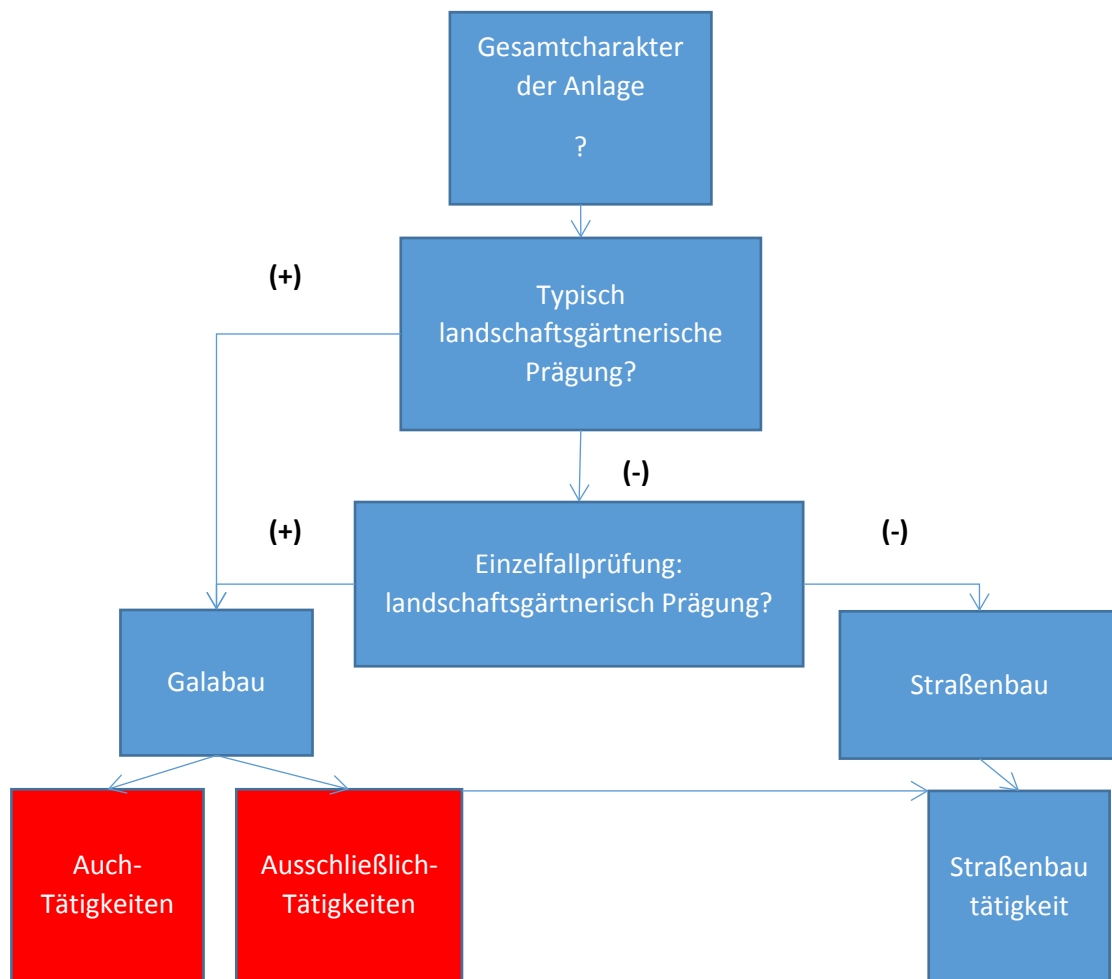 Gesamtcharakter
der Anlage
?
(+)
Typisch
landschaftsgärtnerische
Prägung?
(-)
(+)
(-)
Einzelfallprüfung:
landschaftsgärtnerisch Prägung?
Galabau
Straßenbau
Auch-
Tätigkeiten
Ausschließlich-
Tätigkeiten
Straßenbau
tätigkeit